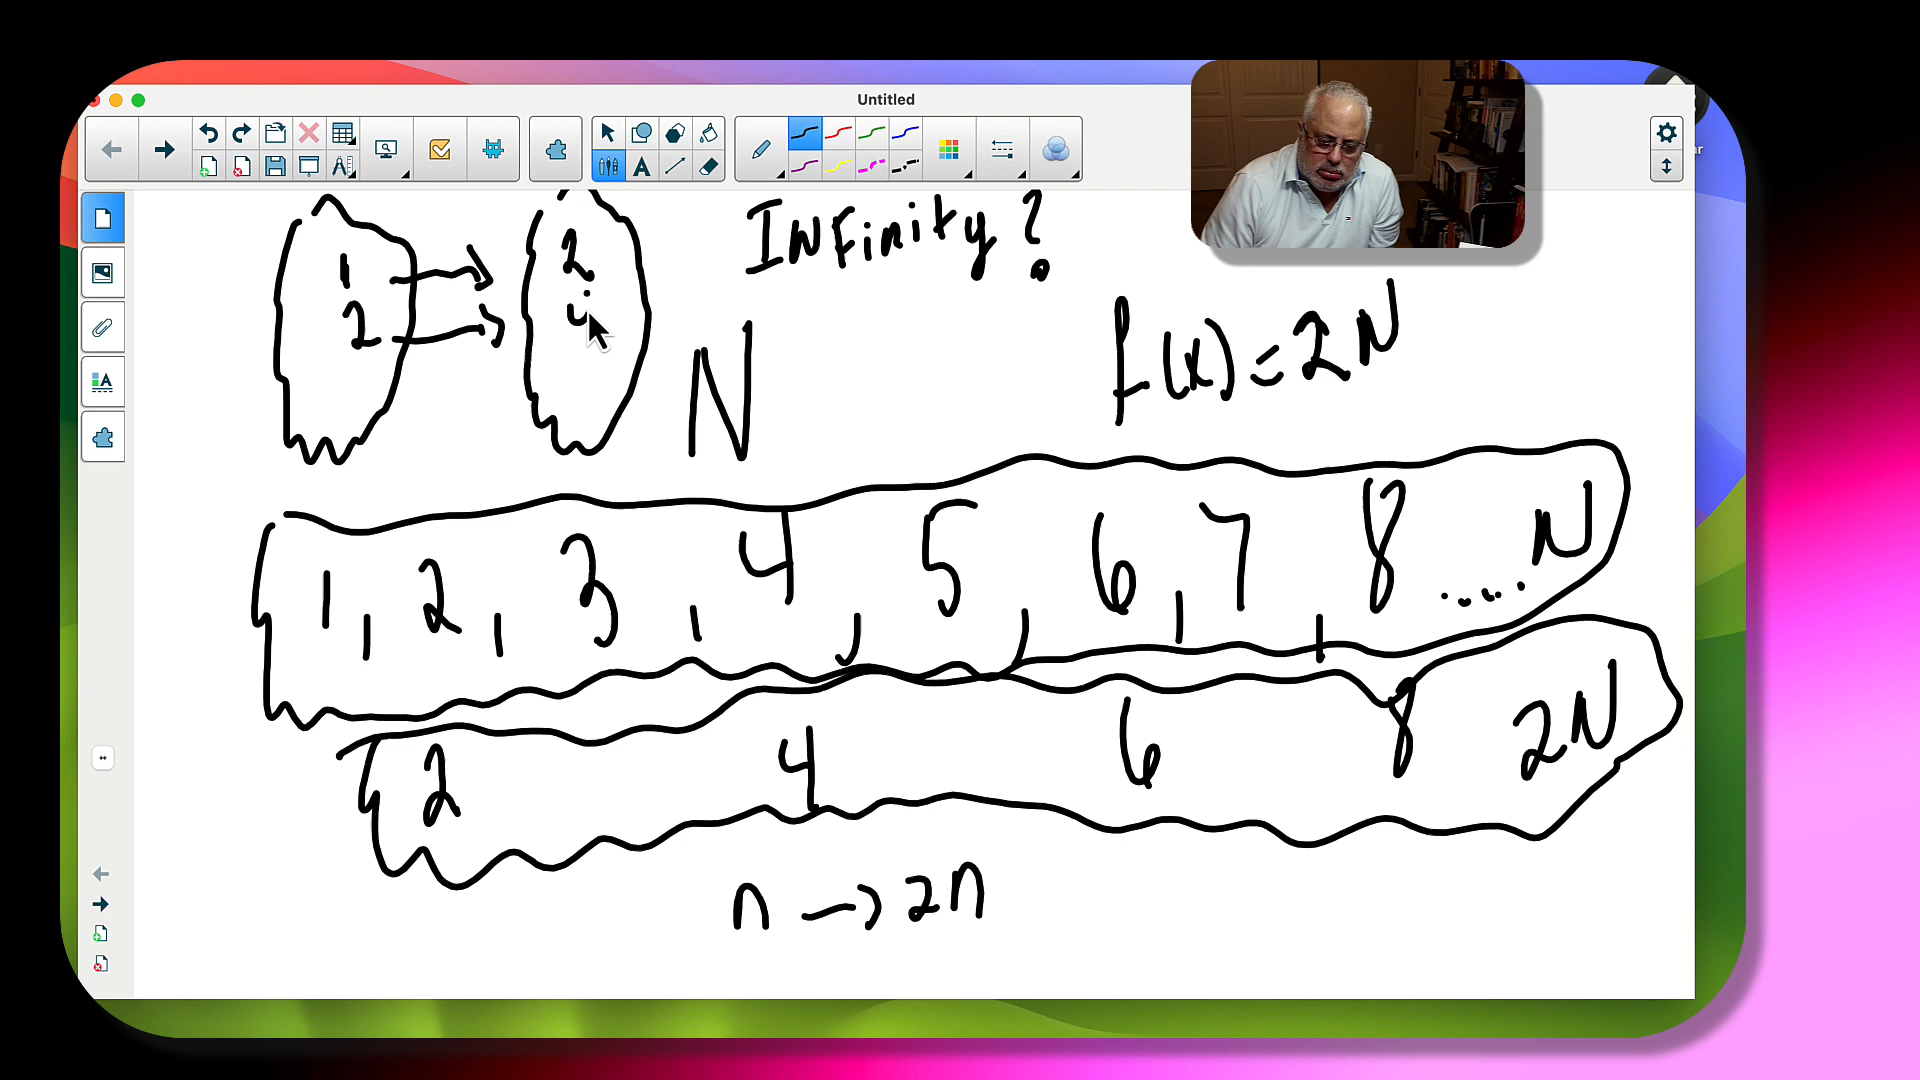 Untitled
ar
A
A
INFinity?
1 2
2 4
N
f(x)=2N
1, 2, 3, 4, 5, 6, 7, 8 .... N
2 4 6 8 2N
n → 2n